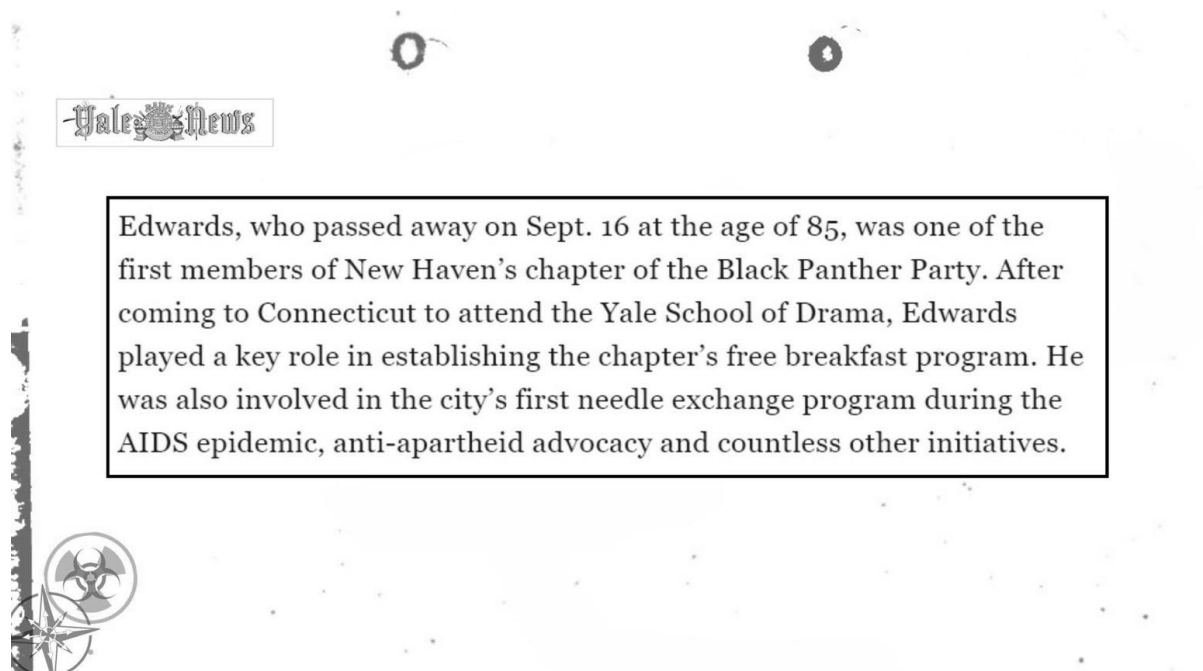 Yale News
Edwards, who passed away on Sept. 16 at the age of 85, was one of the
first members of New Haven’s chapter of the Black Panther Party. After
coming to Connecticut to attend the Yale School of Drama, Edwards
played a key role in establishing the chapter’s free breakfast program. He
was also involved in the city’s first needle exchange program during the
AIDS epidemic, anti-apartheid advocacy and countless other initiatives.